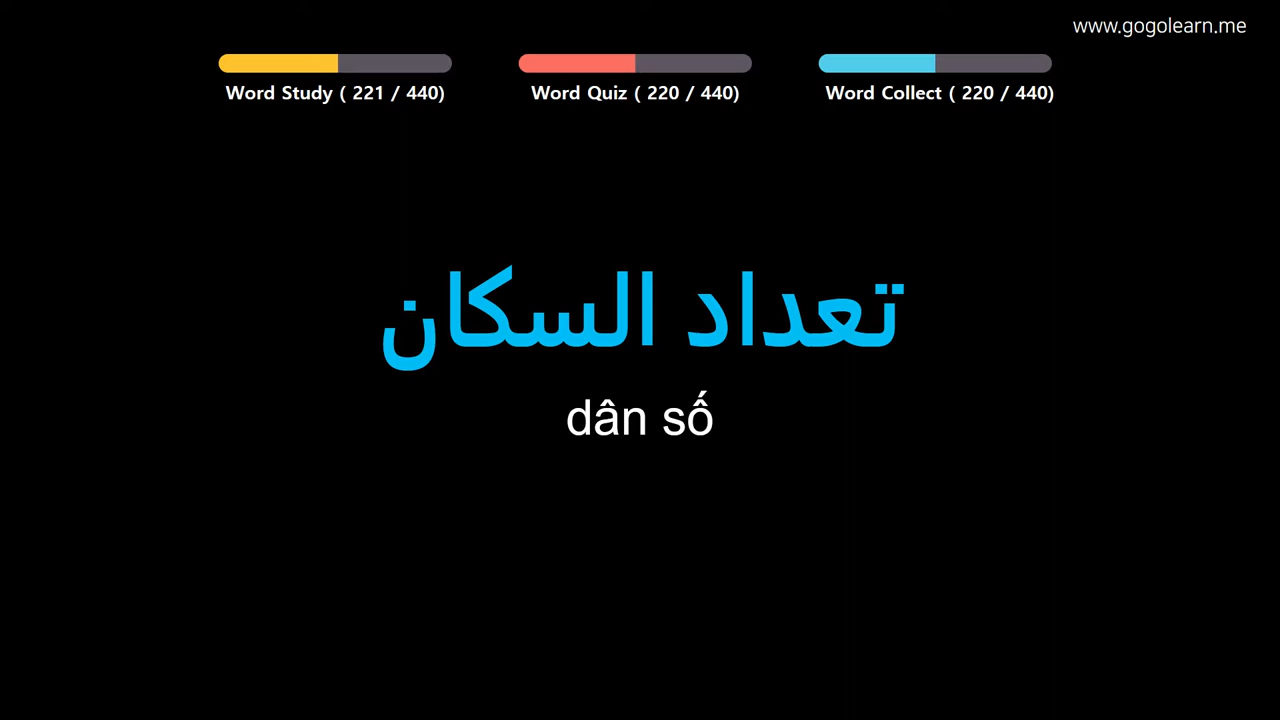 www.gogolearn.me
Word Study ( 221 / 440)
Word Quiz ( 220 / 440)
Word Collect ( 220 / 440)
تعداد السكان
dân số